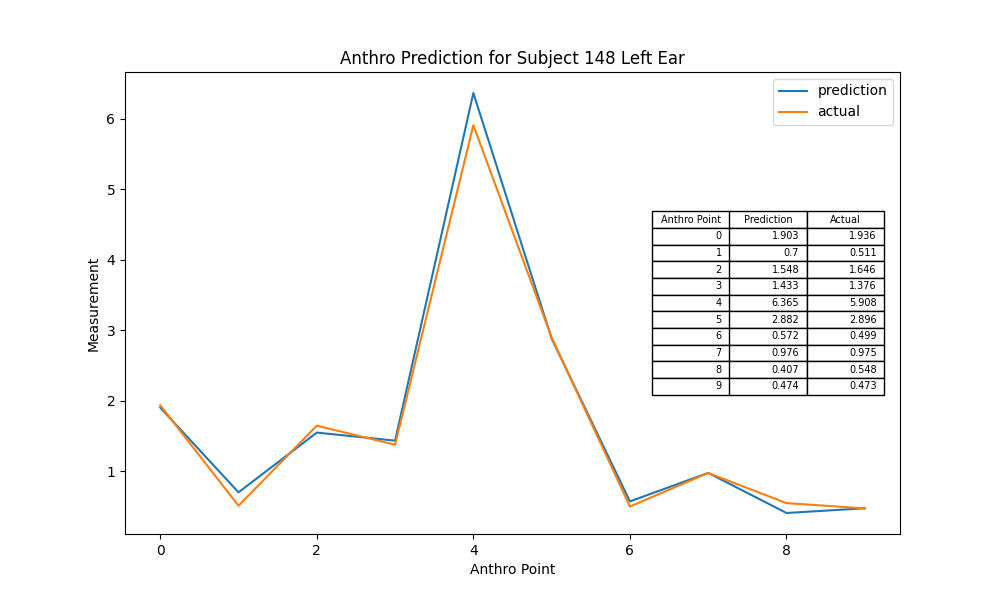 Anthro Prediction for Subject 148 Left Ear
prediction
actual
6
5
4
3
2
1
Measurement
Anthro Point Prediction Actual
0 1.903 1.936
1 0.7 0.511
2 1.548 1.646
3 1.433 1.376
4 6.365 5.908
5 2.882 2.896
6 0.572 0.499
7 0.976 0.975
8 0.407 0.548
9 0.474 0.473
0 2 4 6 8
Anthro Point